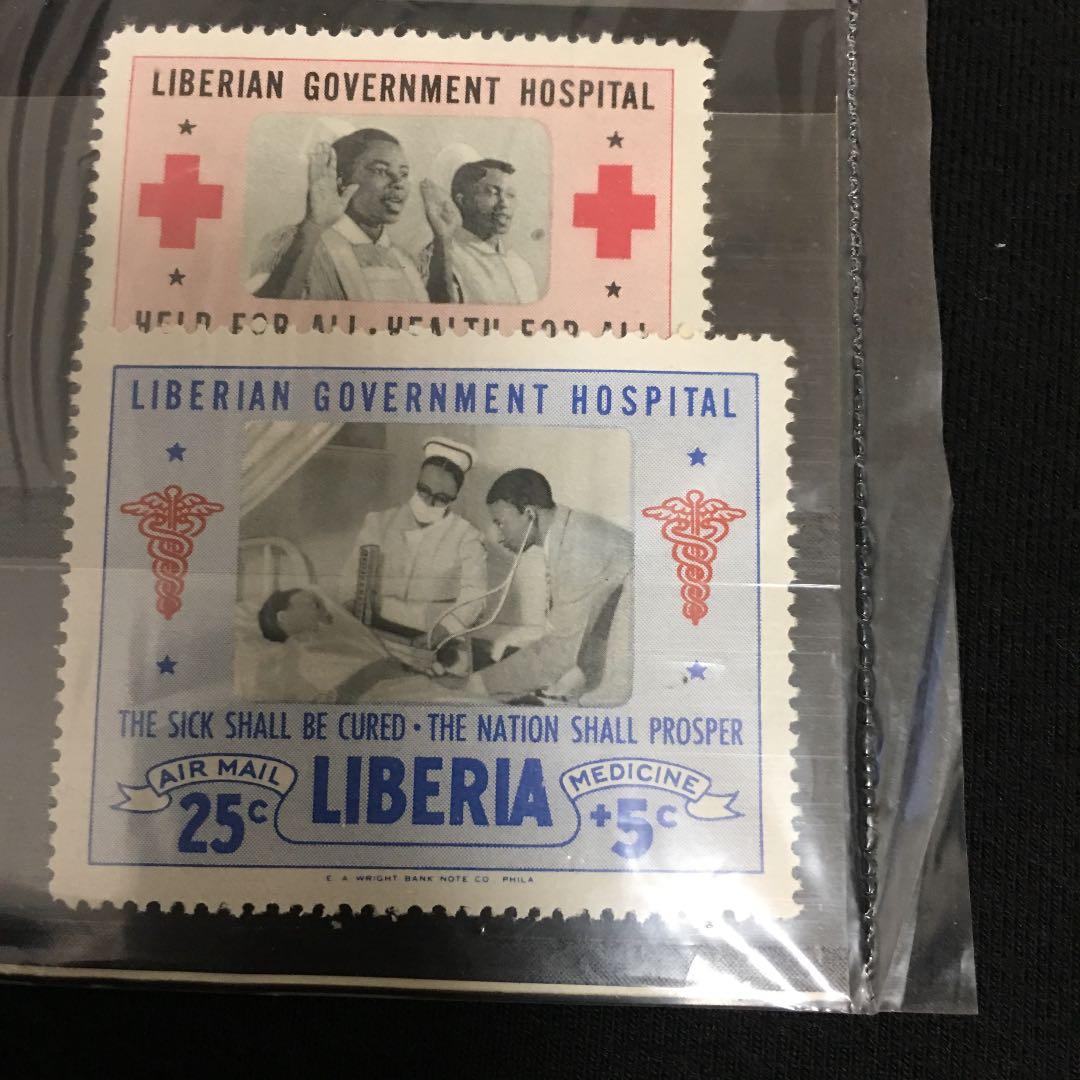 LIBERIAN GOVERNMENT HOSPITAL
HELP FOR ALL · HEALTH FOR ALL
LIBERIAN GOVERNMENT HOSPITAL
THE SICK SHALL BE CURED · THE NATION SHALL PROSPER
AIR MAIL LIBERIA MEDICINE
25c +5c
E. A. WRIGHT BANK NOTE CO. PHILA